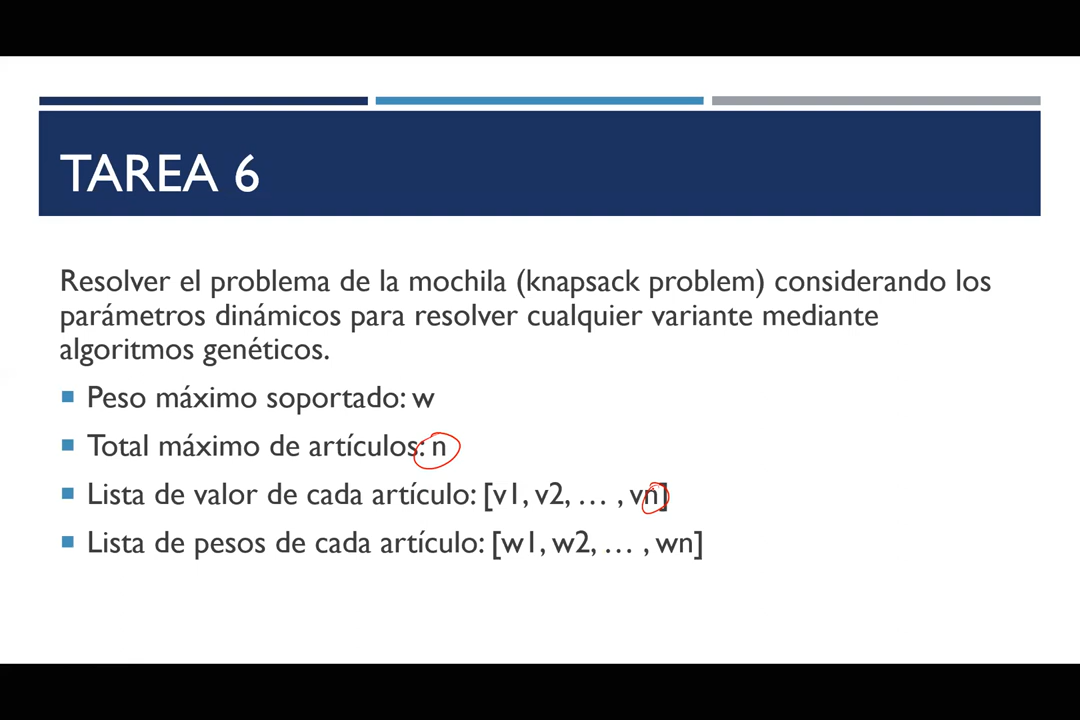 TAREA 6
Resolver el problema de la mochila (knapsack problem) considerando los
parámetros dinámicos para resolver cualquier variante mediante
algoritmos genéticos.
Peso máximo soportado: w
Total máximo de artículos: n
Lista de valor de cada artículo: [v1, v2, … , vn]
Lista de pesos de cada artículo: [w1, w2, … , wn]